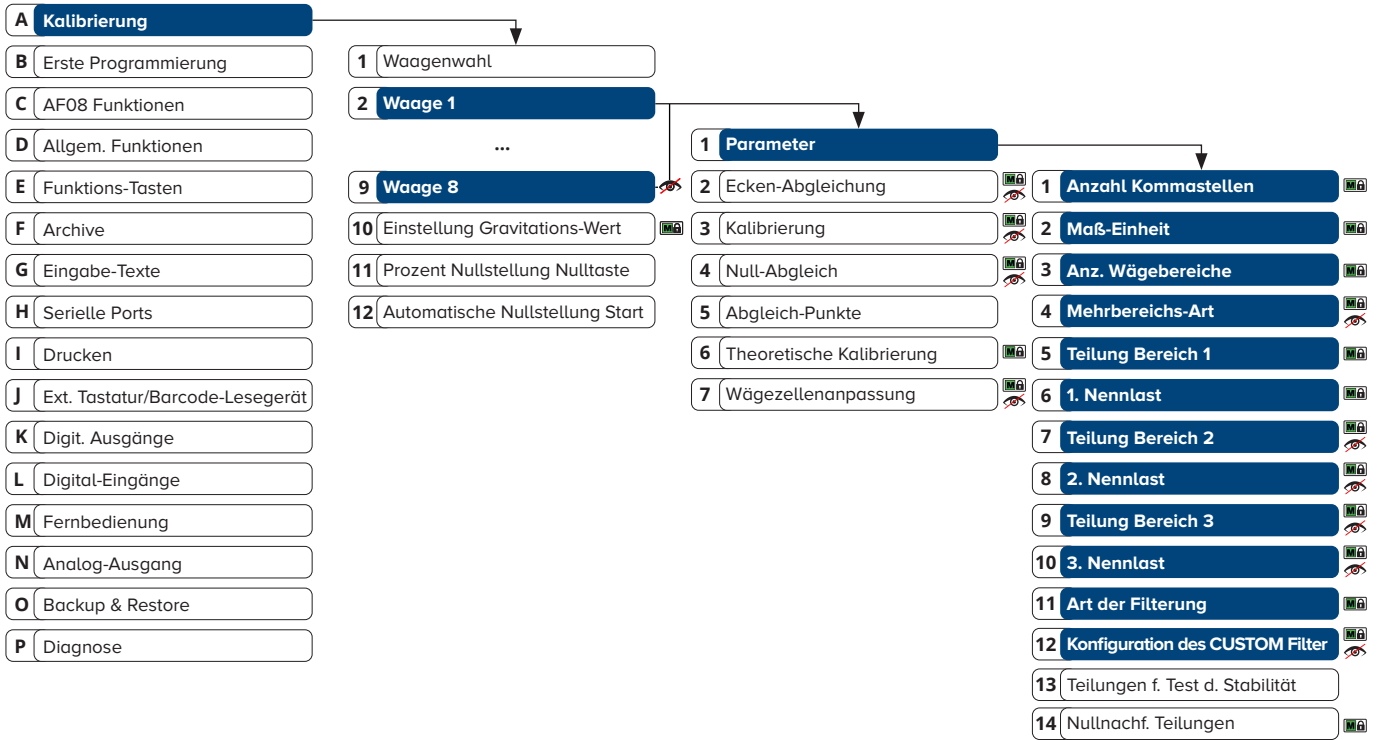 A Kalibrierung
B Erste Programmierung
C AF08 Funktionen
D Allgem. Funktionen
E Funktions-Tasten
F Archive
G Eingabe-Texte
H Serielle Ports
I Drucken
J Ext. Tastatur/Barcode-Lesegerät
K Digit. Ausgänge
L Digital-Eingänge
M Fernbedienung
N Analog-Ausgang
O Backup & Restore
P Diagnose
1 Waagenwahl
2 Waage 1
...
9 Waage 8
10 Einstellung Gravitations-Wert M
11 Prozent Nullstellung Nulltaste
12 Automatische Nullstellung Start
1 Parameter
2 Ecken-Abgleichung M
3 Kalibrierung M
4 Null-Abgleich M
5 Abgleich-Punkte
6 Theoretische Kalibrierung M
7 Wägezellenanpassung M
1 Anzahl Kommastellen M
2 Maß-Einheit M
3 Anz. Wägebereiche M
4 Mehrbereichs-Art M
5 Teilung Bereich 1 M
6 1. Nennlast M
7 Teilung Bereich 2 M
8 2. Nennlast M
9 Teilung Bereich 3 M
10 3. Nennlast M
11 Art der Filterung M
12 Konfiguration des CUSTOM Filter M
13 Teilungen f. Test d. Stabilität
14 Nullnachf. Teilungen M